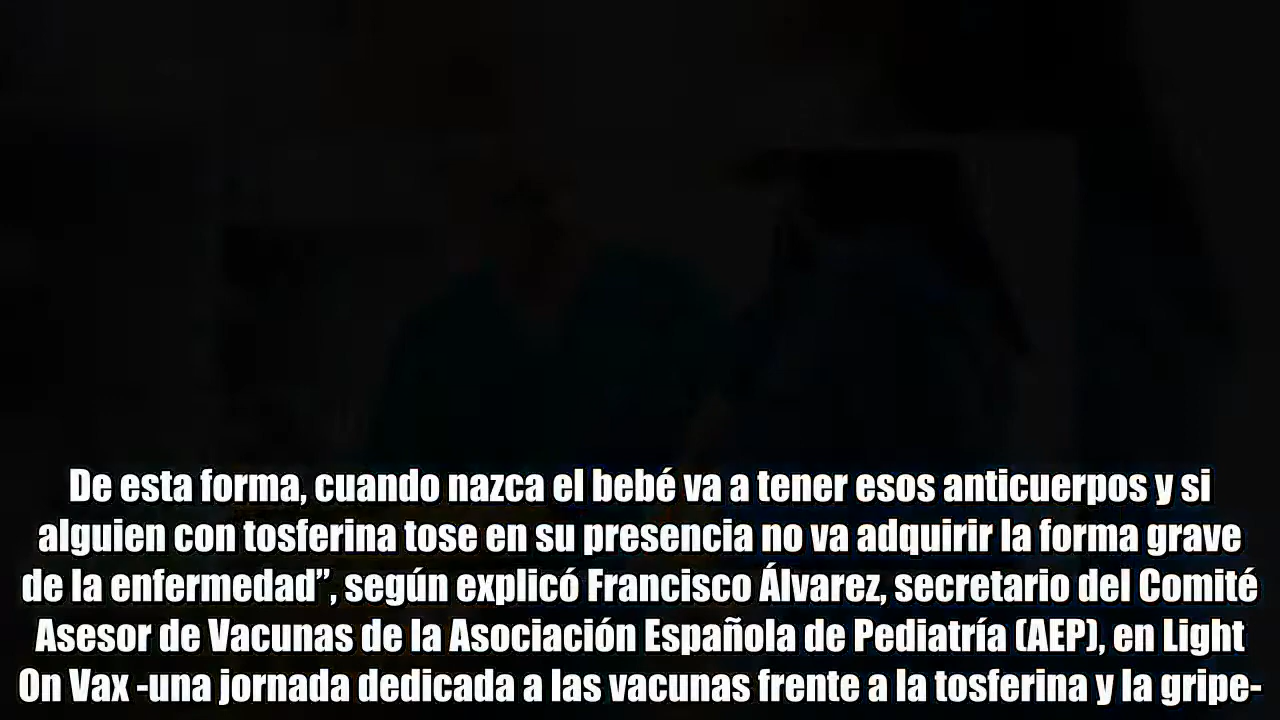 De esta forma, cuando nazca el bebé va a tener esos anticuerpos y si
alguien con tosferina tose en su presencia no va adquirir la forma grave
de la enfermedad”, según explicó Francisco Álvarez, secretario del Comité
Asesor de Vacunas de la Asociación Española de Pediatría (AEP), en Light
On Vax -una jornada dedicada a las vacunas frente a la tosferina y la gripe-